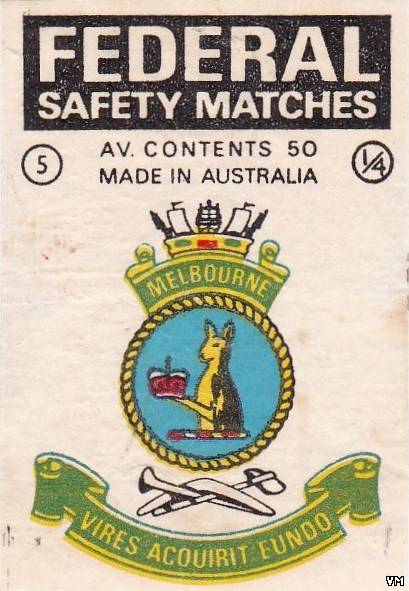 FEDERAL
SAFETY MATCHES
5
AV. CONTENTS 50
MADE IN AUSTRALIA
1/4
MELBOURNE
VIRES ACQUIRIT EUNDO
VM